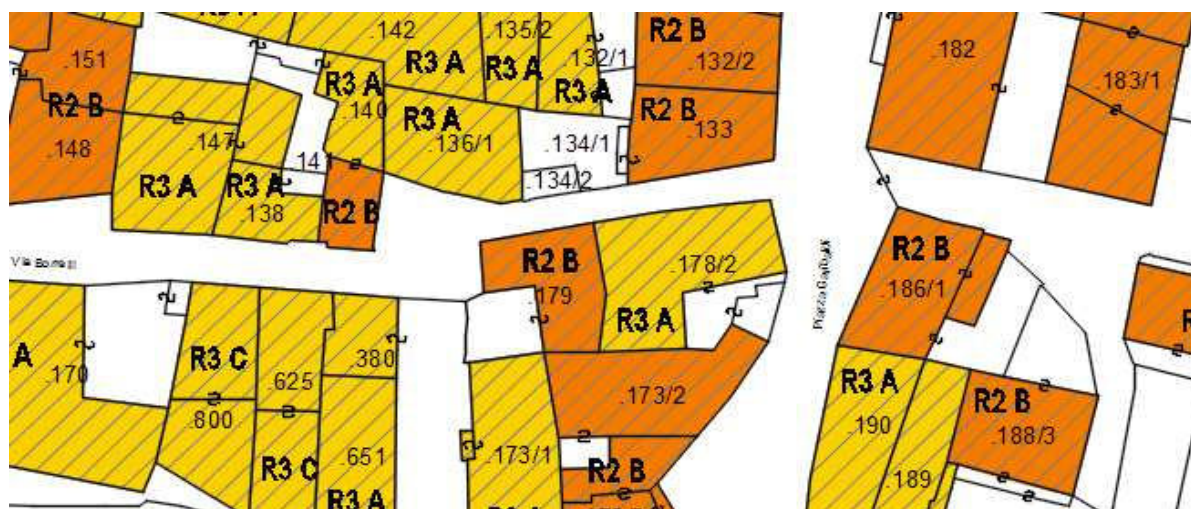 .142
.135/2
R2 B
.132/1
.132/2
.182
.151
R3 A
R3 A
R3 A
R3 A
.183/1
R2 B
.140
R3 A
R2 B
.148
.147
.136/1
.134/1
.133
.141
.134/2
R3 A
R3 A
.138
R2 B
R2 B
.178/2
R2 B
.179
.186/1
R3 A
A
.170
R3 C
.625
.380
.173/2
R3 A
R2 B
.800
.190
.188/3
R3 C
.651
.173/1
R2 B
.189
R3 A